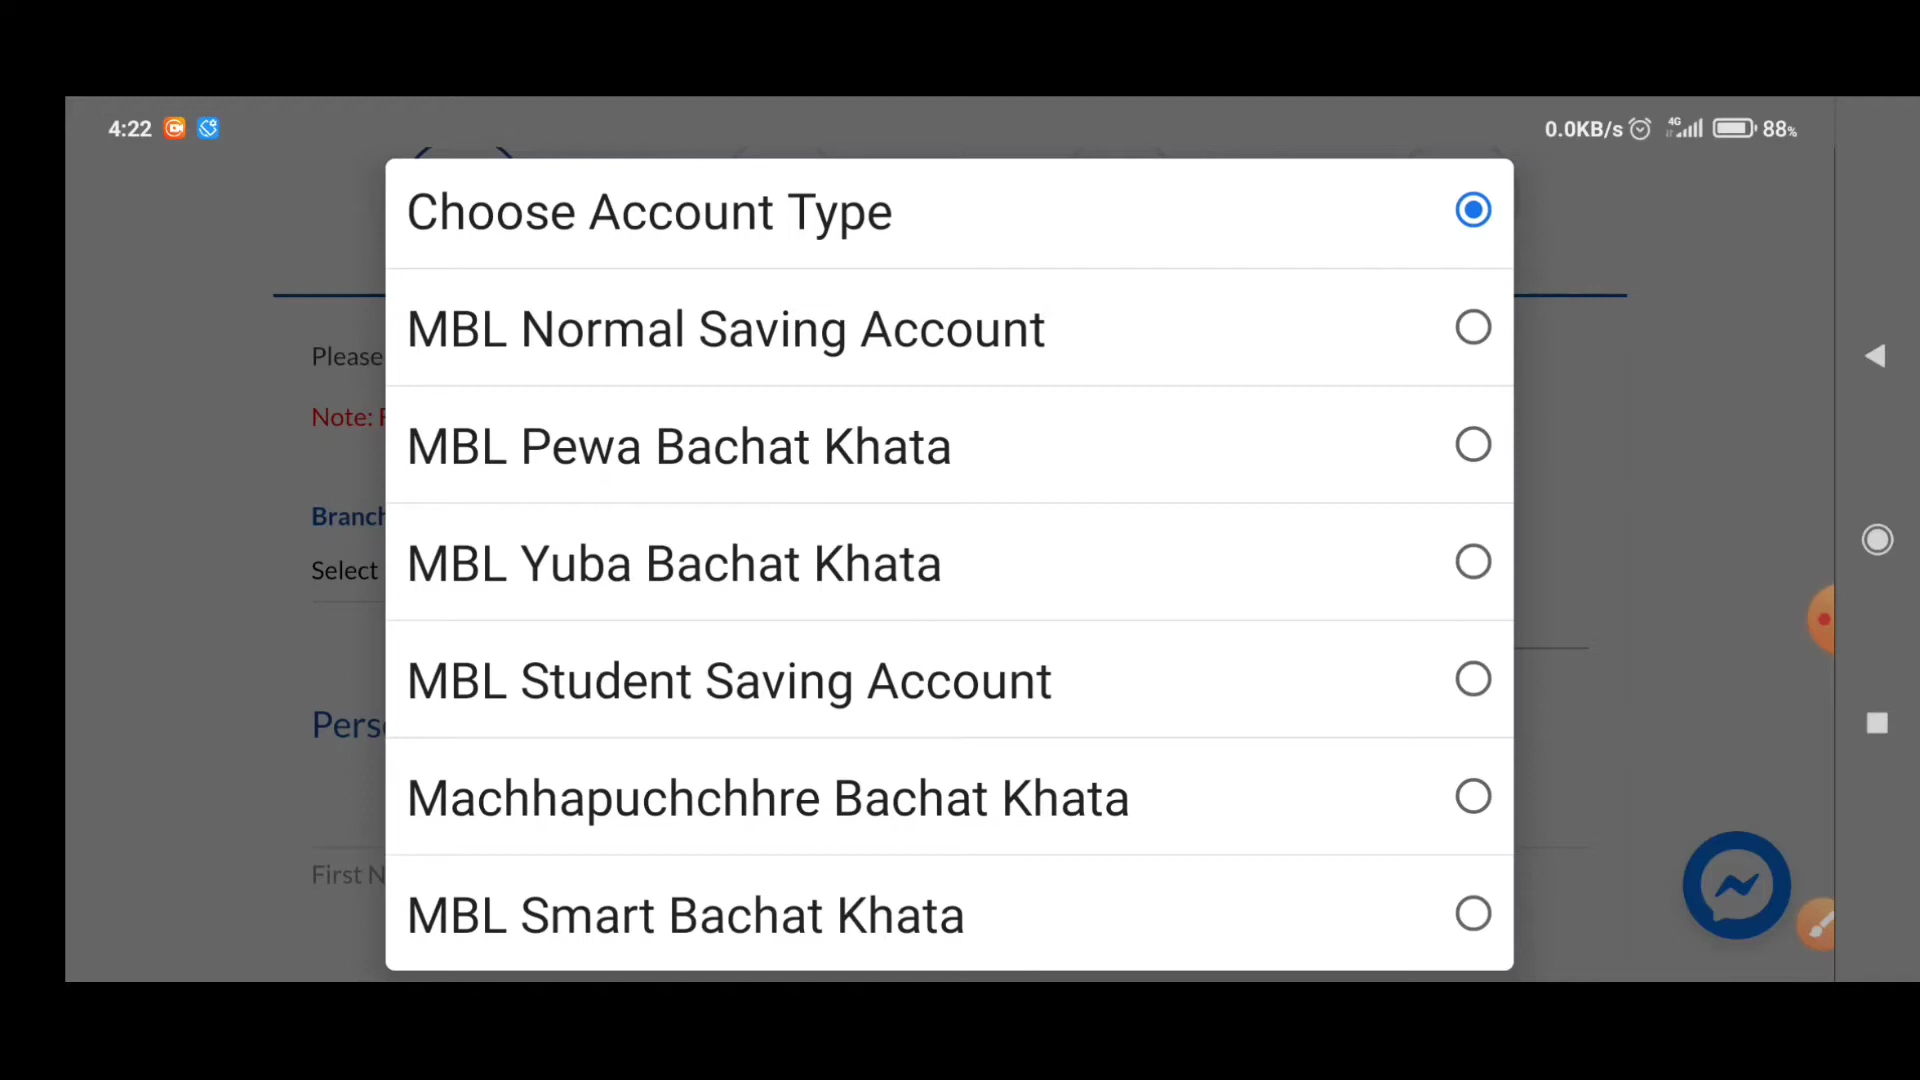 4:22
0.0KB/s 4G 88%
Choose Account Type
MBL Normal Saving Account
Please
Note:
MBL Pewa Bachat Khata
Branch
Select
MBL Yuba Bachat Khata
MBL Student Saving Account
Machhapuchchhre Bachat Khata
First N
MBL Smart Bachat Khata